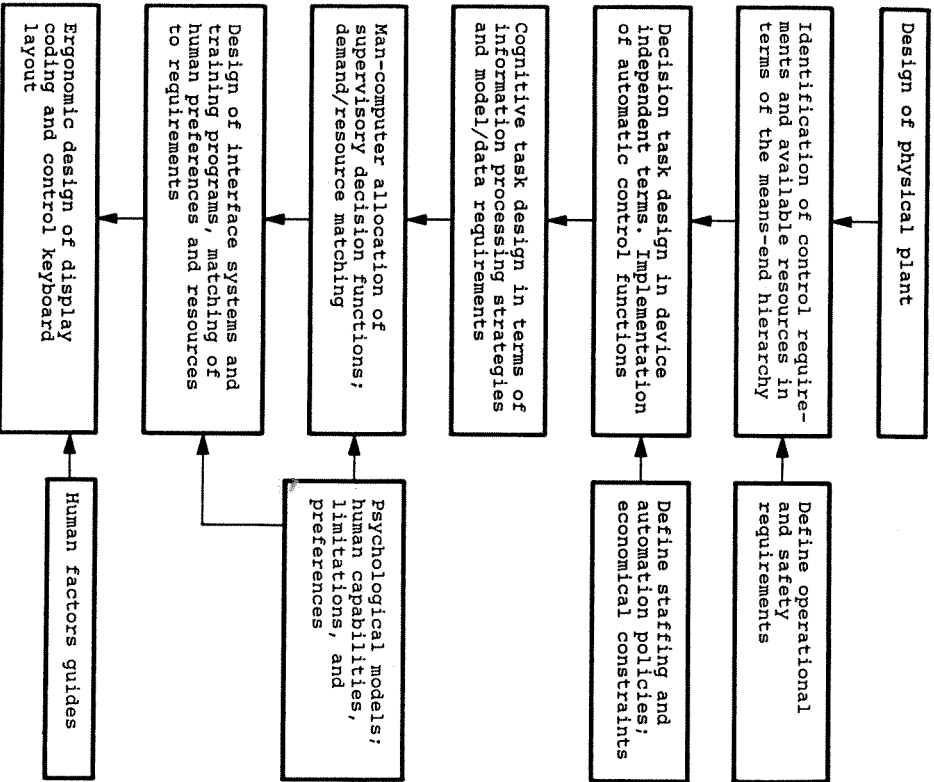 Design of physical plant
Identification of control require-
ments and available resources in
terms of the means-end hierarchy
Define operational
and safety
requirements
Decision task design in device
independent terms. Implementation
of automatic control functions
Define staffing and
automation policies;
economical constraints
Cognitive task design in terms of
information processing strategies
and model/data requirements
Man-computer allocation of
supervisory decision functions;
demand/resource matching
Psychological models;
human capabilities,
limitations, and
preferences
Design of interface systems and
training programs, matching of
human preferences and resources
to requirements
Ergonomic design of display
coding and control keyboard
layout
Human factors guides